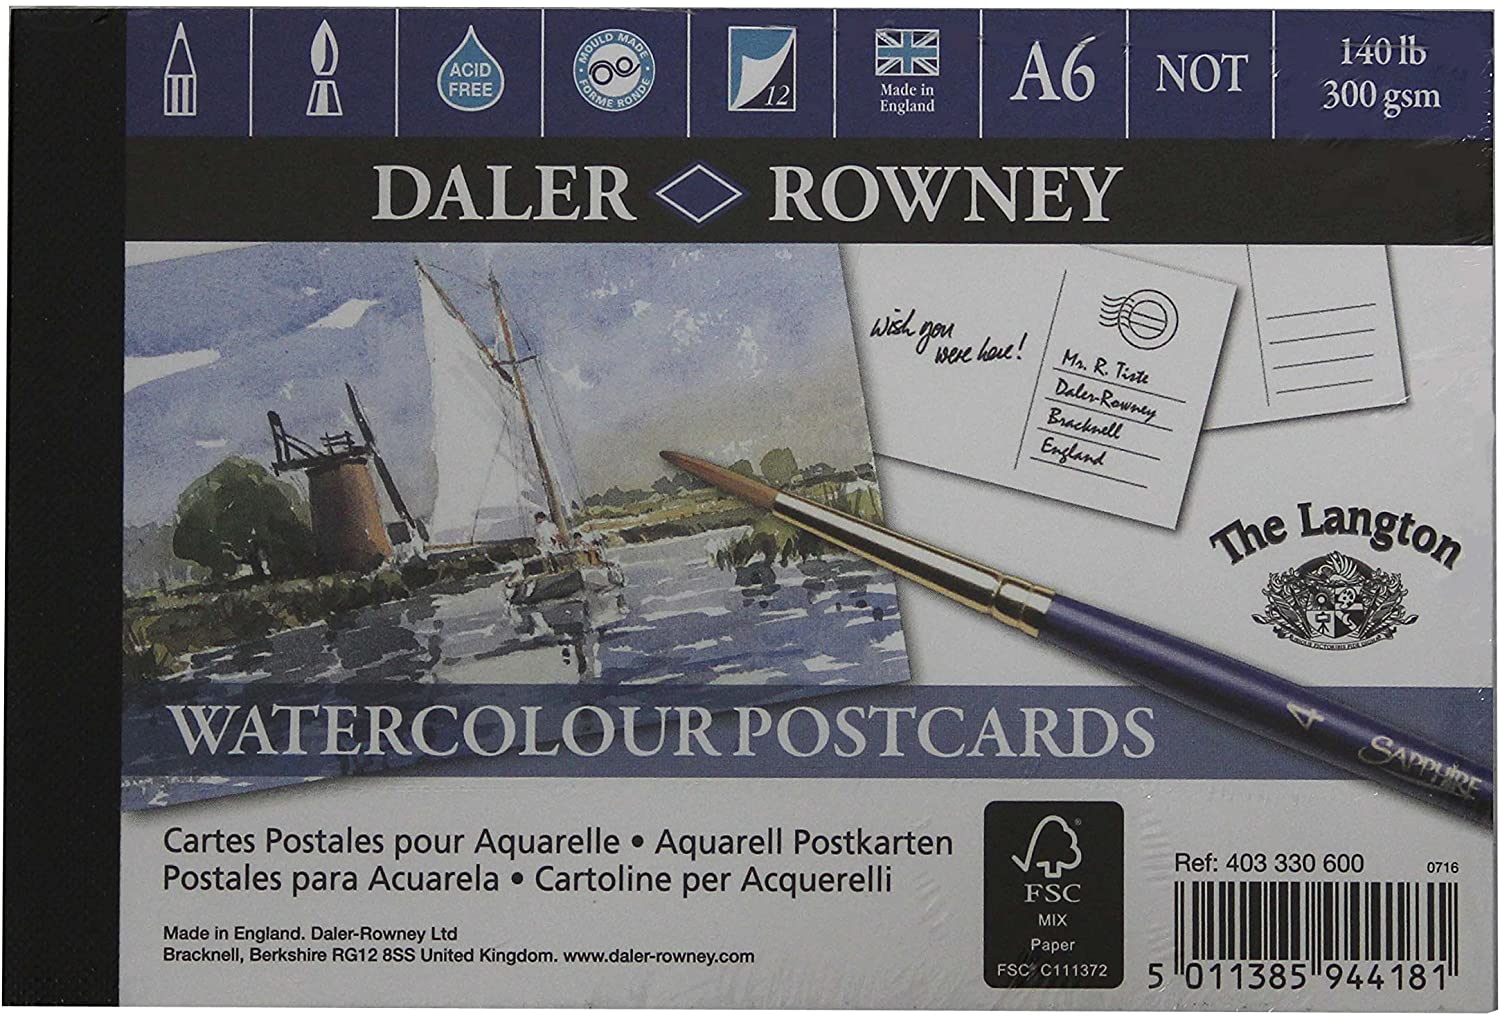 ACID
FREE
MOULD MADE
FORME RONDE
12
Made in
England
A6
NOT
140 lb
300 gsm
DALER ROWNEY
Wish you
were here!
Mr. R. Tiste
Daler-Rowney
Bracknell
England
The Langton
4
SAPPHIRE
WATERCOLOUR POSTCARDS
Cartes Postales pour Aquarelle • Aquarell Postkarten
Postales para Acuarela • Cartoline per Acquerelli
Made in England. Daler-Rowney Ltd
Bracknell, Berkshire RG12 8SS United Kingdom. www.daler-rowney.com
FSC
MIX
Paper
FSC C111372
Ref: 403 330 600
0716
5 011385 944181